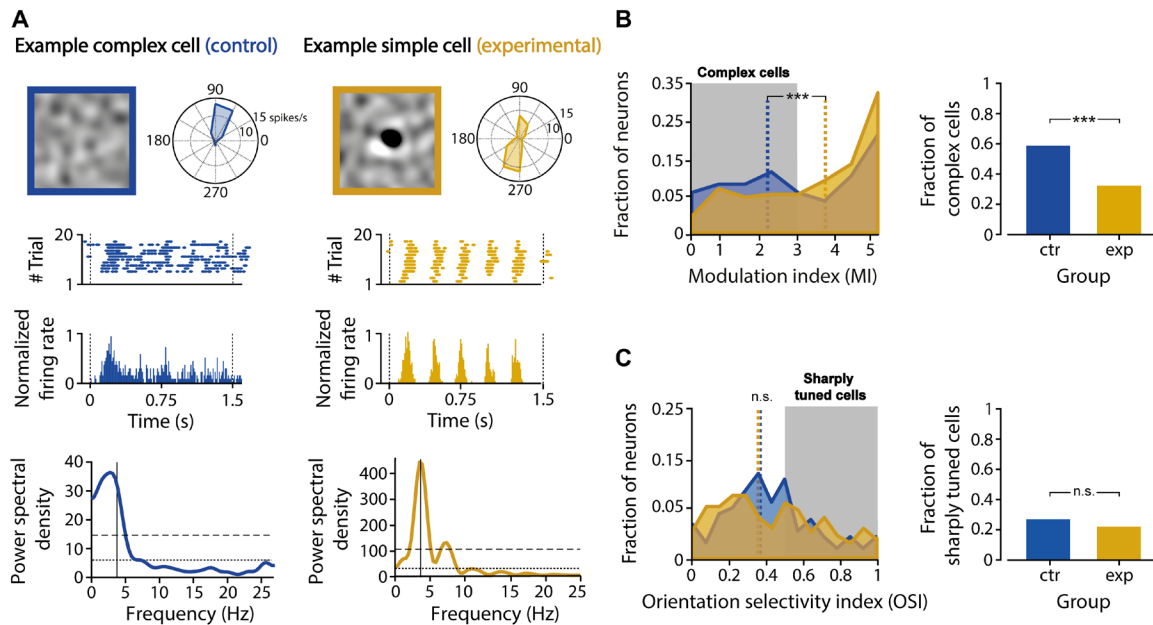 A
Example complex cell (control)
Example simple cell (experimental)
90
15 spikes/s
10
180
0
270
90
15
10
180
0
270
20
# Trial
1
20
# Trial
1
Normalized
firing rate
1
0
0
0.75
1.5
Time (s)
Normalized
firing rate
1
0
0
0.75
1.5
Time (s)
Power spectral
density
40
30
20
10
0
0
5
10
15
20
25
Frequency (Hz)
Power spectral
density
400
300
200
100
0
0
5
10
15
20
25
Frequency (Hz)
B
Complex cells
***
Fraction of neurons
0.35
0.25
0.15
0.05
0
0
1
2
3
4
5
Modulation index (MI)
Fraction of
complex cells
1
0.8
0.6
0.4
0.2
0
***
ctr
exp
Group
C
Sharply
tuned cells
n.s.
Fraction of neurons
0.25
0.15
0.05
0
0
0.2
0.4
0.6
0.8
1
Orientation selectivity index (OSI)
Fraction of
sharply tuned cells
1
0.8
0.6
0.4
0.2
0
n.s.
ctr
exp
Group